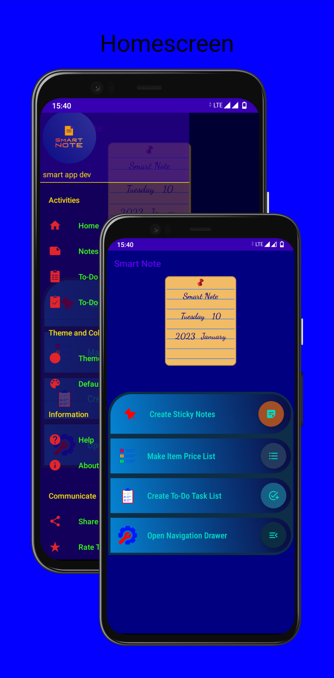 Homescreen
15:40
LTE
SMART
NOTE
smart app dev
Smart Note
Tuesday 10
2023 January
Activities
Home
Notes
To-Do
To-Do
Theme and Col
Theme
Defau
Information
Help
About
Communicate
Share
Rate T
15:40
LTE
Smart Note
Smart Note
Tuesday 10
2023 January
Create Sticky Notes
Make Item Price List
Create To-Do Task List
Open Navigation Drawer